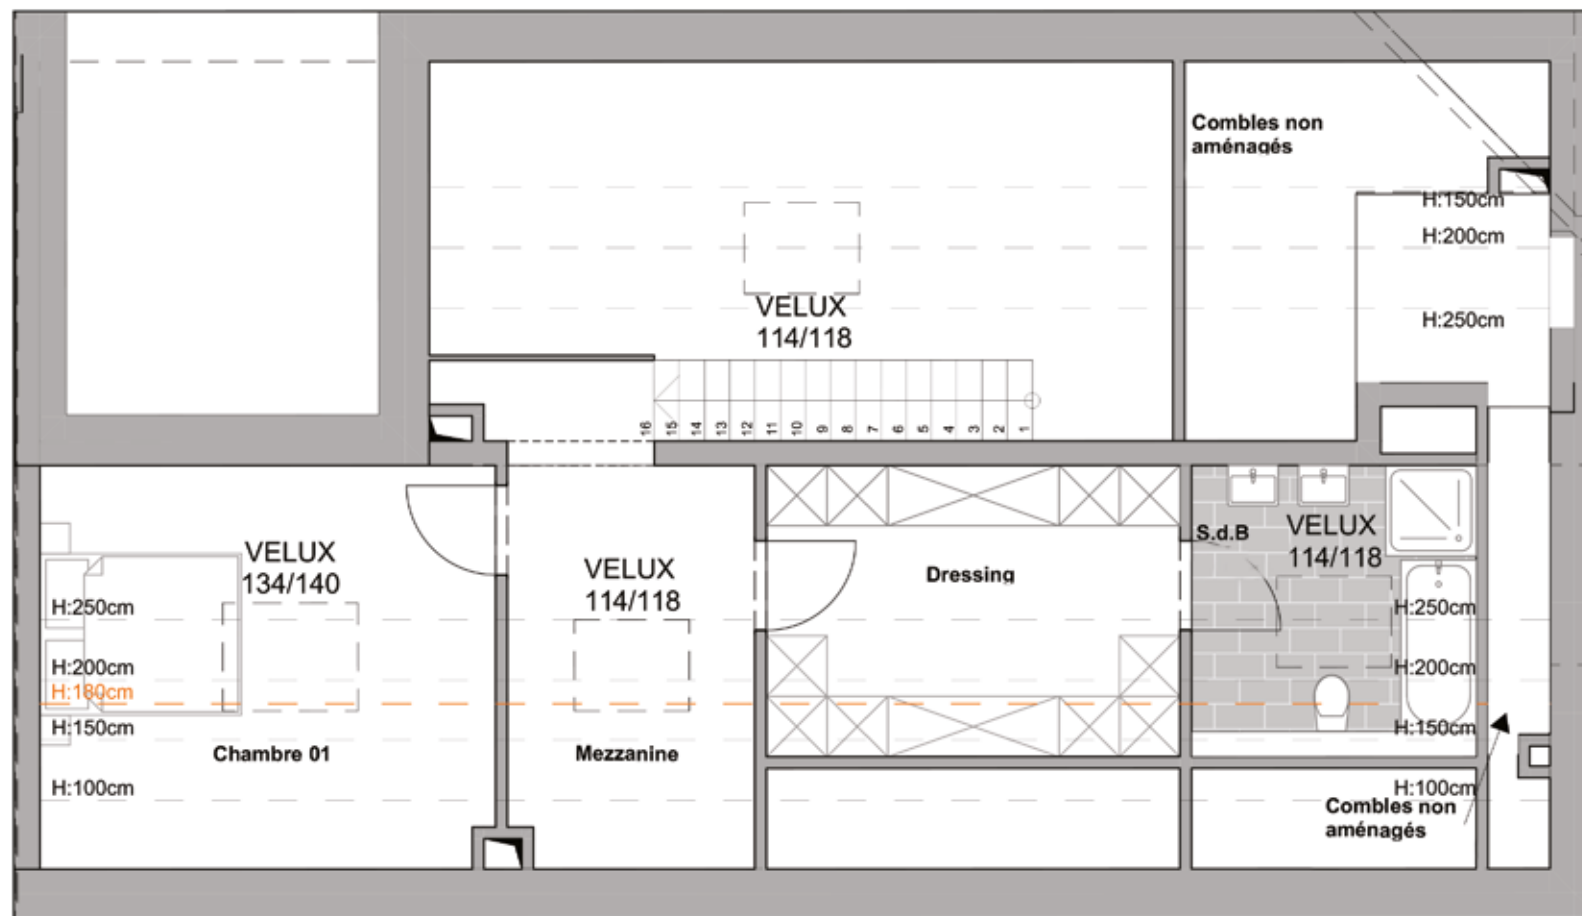 Combles non
aménagés
H:150cm
H:200cm
H:250cm
VELUX
114/118
16
15
14
13
12
11
10
9
8
7
6
5
4
3
2
1
VELUX
134/140
VELUX
114/118
Dressing
S.d.B
VELUX
114/118
H:250cm
H:200cm
H:180cm
H:150cm
H:100cm
Chambre 01
Mezzanine
H:250cm
H:200cm
H:150cm
H:100cm
Combles non
aménagés